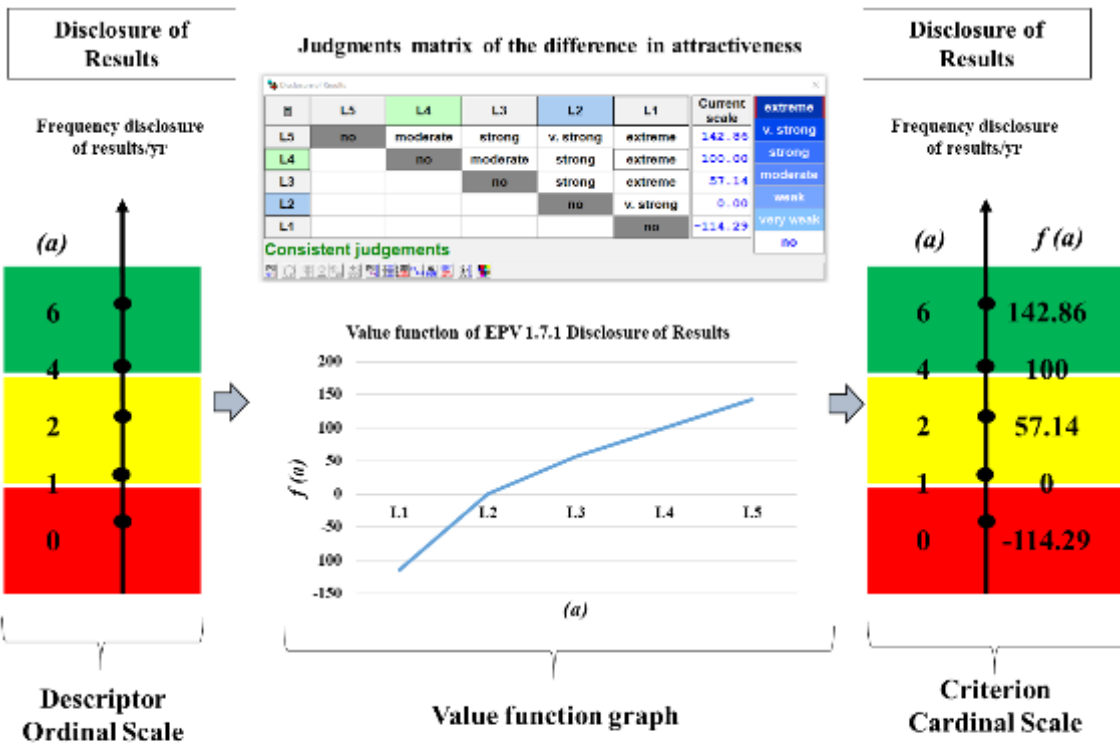 Disclosure of
Results
Frequency disclosure
of results/yr
(a)
6
4
2
1
0
Descriptor
Ordinal Scale
Judgments matrix of the difference in attractiveness
Disclosure of Results
L5 L4 L3 L2 L1 Current scale
L5 no moderate strong v. strong extreme 142.86
L4 no moderate strong extreme 100.00
L3 no strong extreme 57.14
L2 no v. strong 0.00
L1 no -114.29
extreme
v. strong
strong
moderate
weak
very weak
no
Consistent judgements
Value function of EPV 1.7.1 Disclosure of Results
200
150
100
50
0
-50
100
-150
f (a)
L1 L2 L3 L4 L5
(a)
Value function graph
Disclosure of
Results
Frequency disclosure
of results/yr
(a) f (a)
6 142.86
4 100
2 57.14
1 0
0 -114.29
Criterion
Cardinal Scale